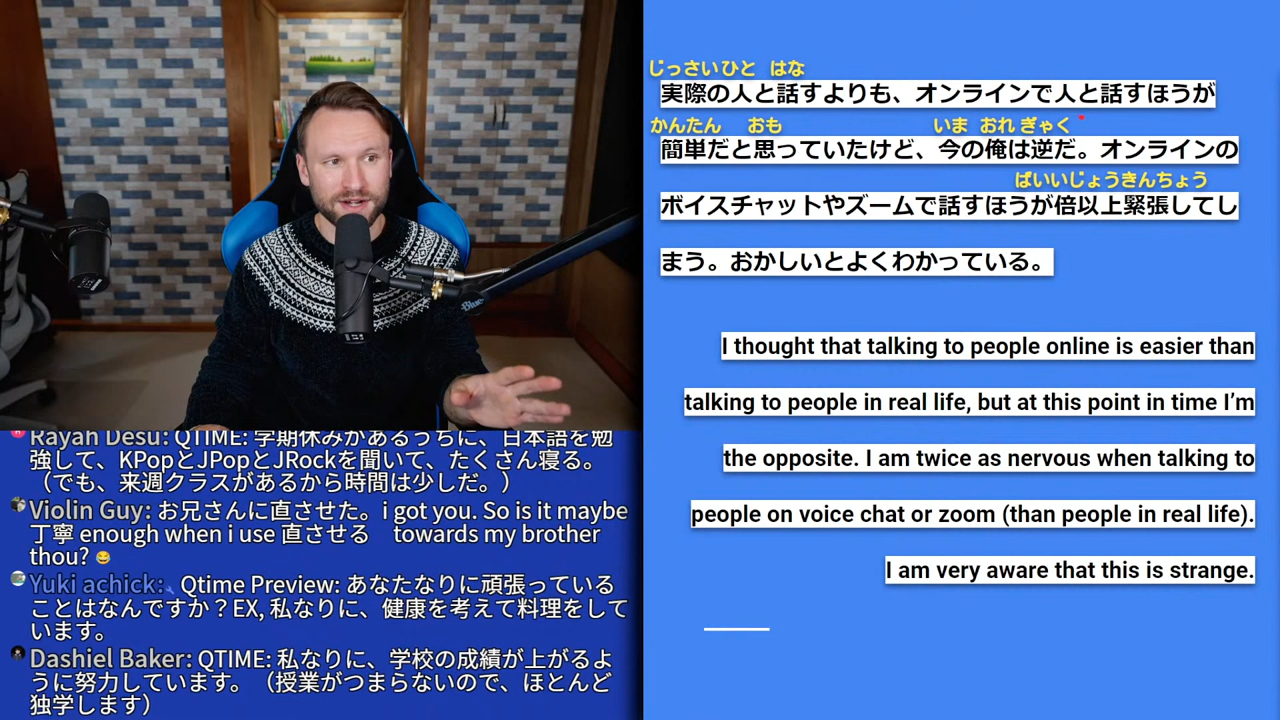 じっさい ひと はな
実際の人と話すよりも、オンラインで人と話すほうが
かんたん おも いま おれ ぎゃく
簡単だと思っていたけど、今の俺は逆だ。オンラインの
ばいいじょうきんちょう
ボイスチャットやズームで話すほうが倍以上緊張してし
まう。おかしいとよくわかっている。
I thought that talking to people online is easier than
talking to people in real life, but at this point in time I’m
the opposite. I am twice as nervous when talking to
people on voice chat or zoom (than people in real life).
I am very aware that this is strange.
Rayan Desu: QTIME: 学期休みがあるうちに、日本語を勉
強して、KPopとJPopとJRockを聞いて、たくさん寝る。
（でも、来週クラスがあるから時間は少しだ。）
Violin Guy: お兄さんに直させた。i got you. So is it maybe
丁寧 enough when i use 直させる towards my brother
thou? 😂
Yuki achick: Qtime Preview: あなたなりに頑張っている
ことはなんですか？EX, 私なりに、健康を考えて料理をして
います。
Dashiel Baker: QTIME: 私なりに、学校の成績が上がるよ
うに努力しています。（授業がつまらないので、ほとんど
独学します）
Blue